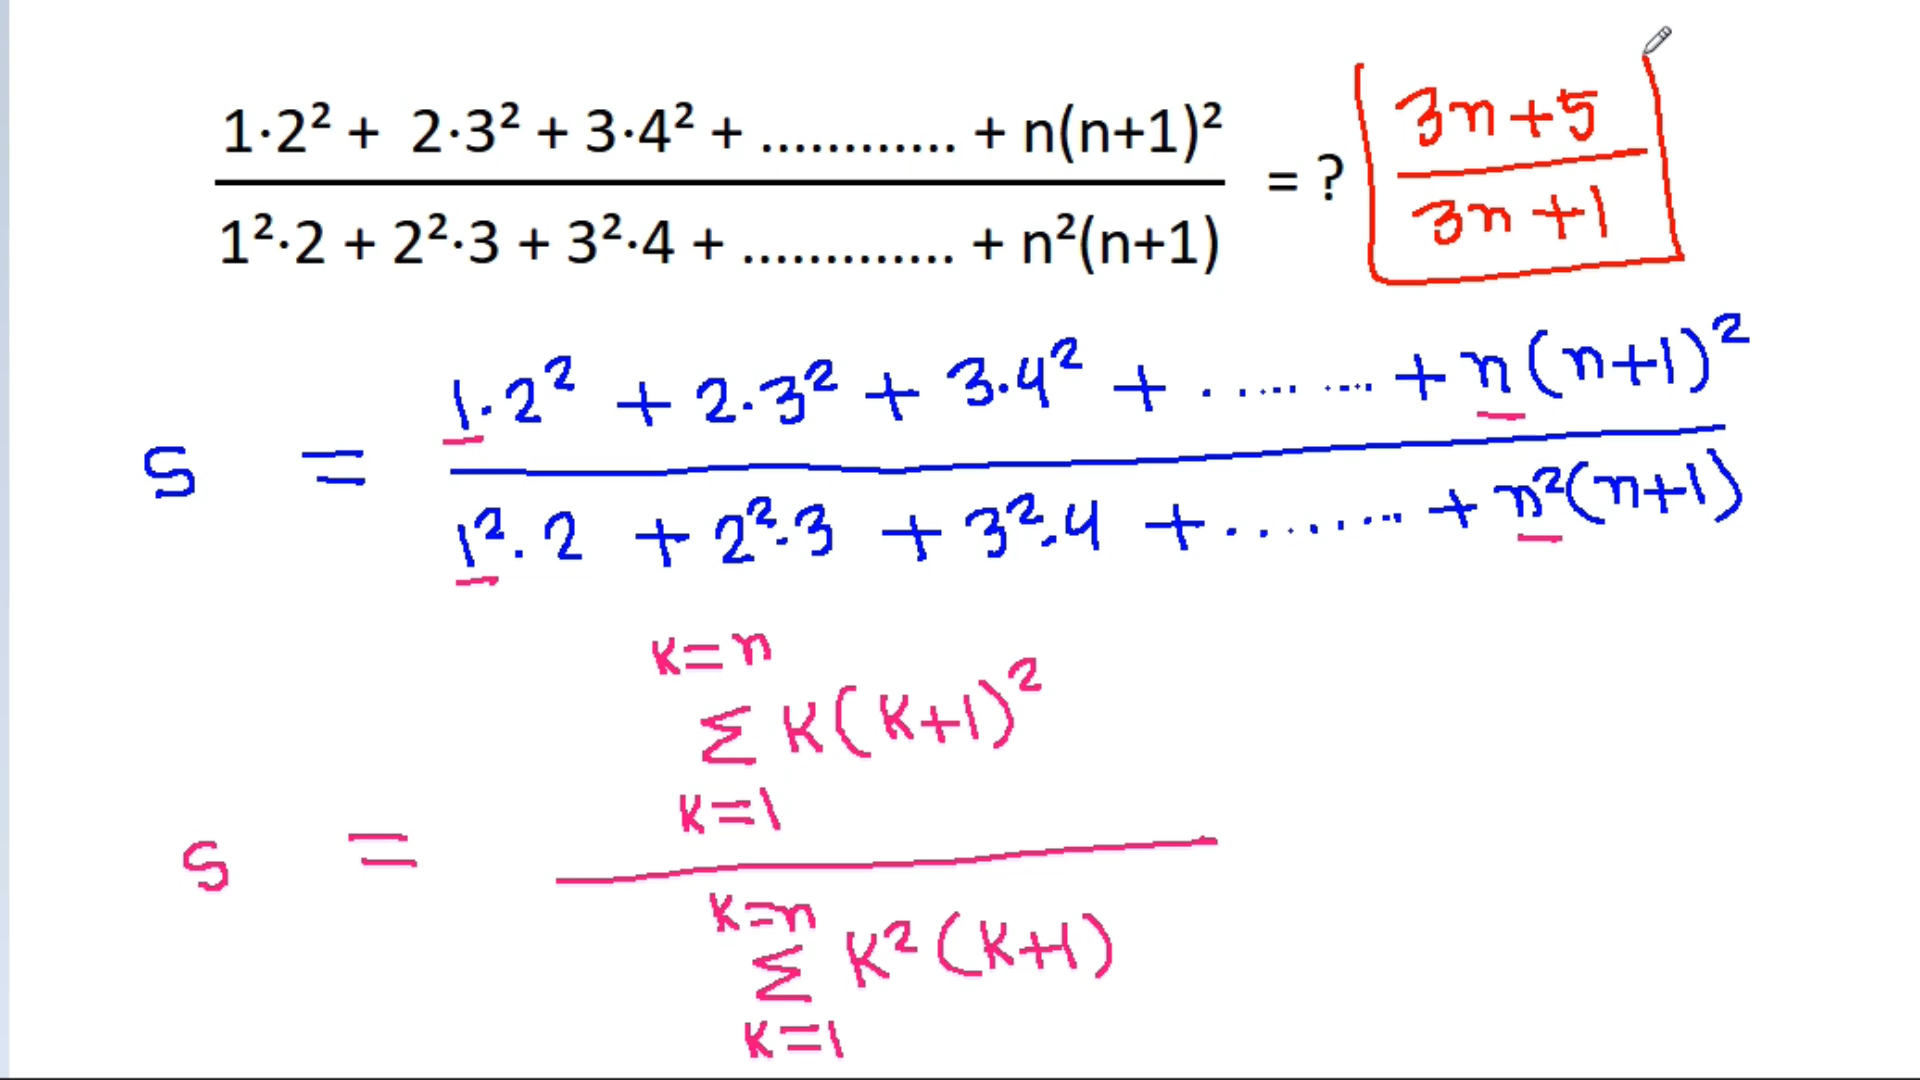 1·2² + 2·3² + 3·4² + ............ + n(n+1)²
= ?
1²·2 + 2²·3 + 3²·4 + ............. + n²(n+1)
3n+5
3n+1
1·2² + 2·3² + 3·4² + ....... + n(n+1)²
S =
1²·2 + 2²·3 + 3²·4 + ........ + n²(n+1)
K=n
Σ K(K+1)²
K=1
S =
K=n
Σ K²(K+1)
K=1